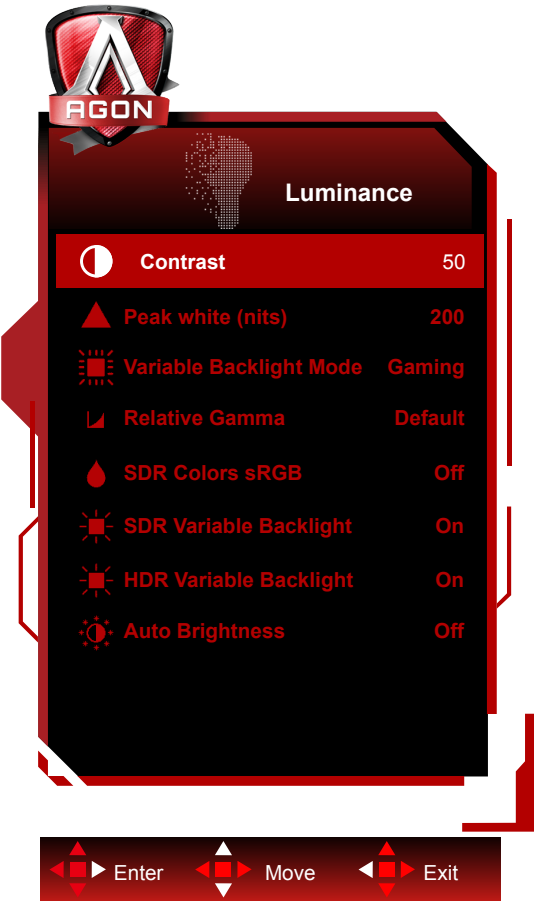 AGON
Luminance
Contrast 50
Peak white (nits) 200
Variable Backlight Mode Gaming
Relative Gamma Default
SDR Colors sRGB Off
SDR Variable Backlight On
HDR Variable Backlight On
Auto Brightness Off
Enter Move Exit